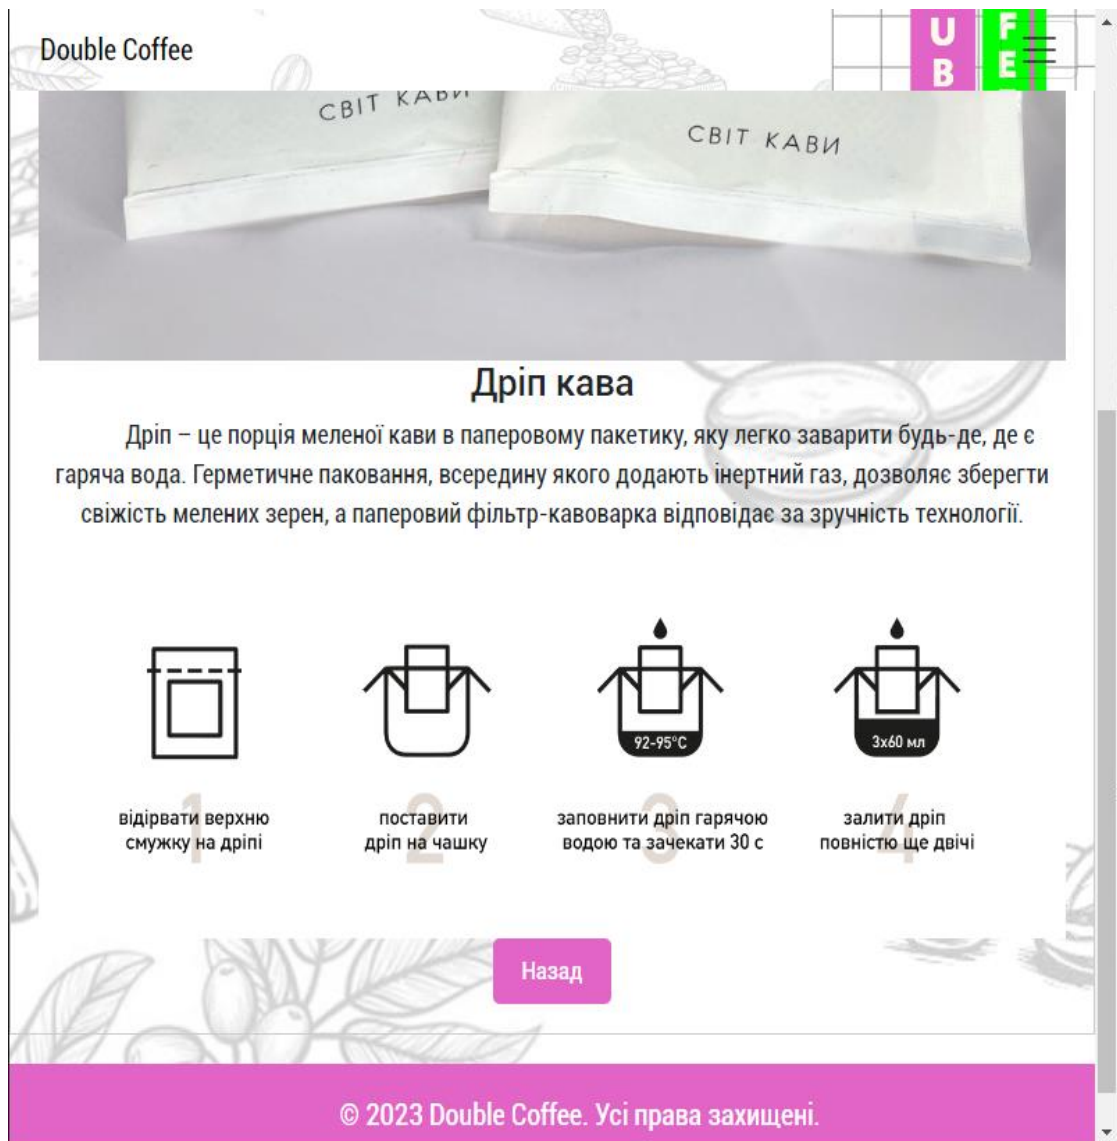 Double Coffee
U
B
F
E
СВІТ КАВИ
СВІТ КАВИ
Дріп кава
Дріп – це порція меленої кави в паперовому пакетику, яку легко заварити будь-де, де є
гаряча вода. Герметичне паковання, всередину якого додають інертний газ, дозволяє зберегти
свіжість мелених зерен, а паперовий фільтр-кавоварка відповідає за зручність технології.
92-95°C
3x60 мл
1
відірвати верхню
смужку на дріпі
2
поставити
дріп на чашку
3
заповнити дріп гарячою
водою та зачекати 30 с
4
залити дріп
повністю ще двічі
Назад
© 2023 Double Coffee. Усі права захищені.